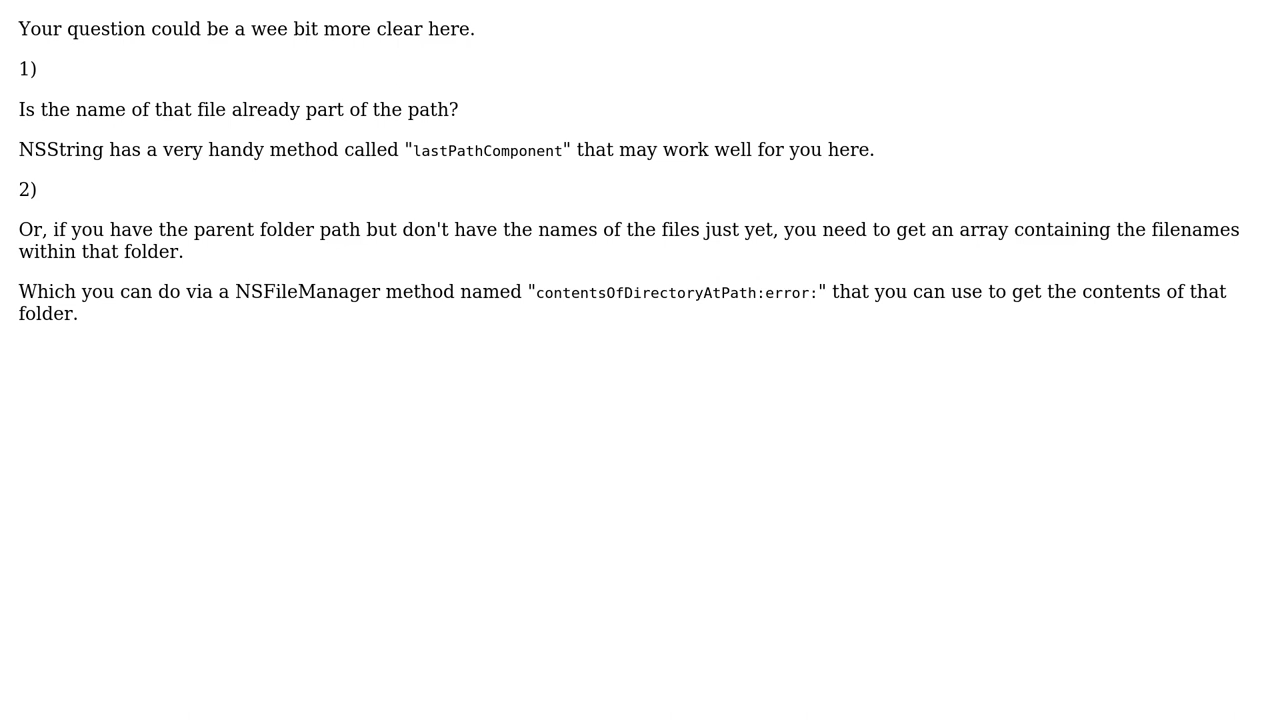 Your question could be a wee bit more clear here.
1)
Is the name of that file already part of the path?
NSString has a very handy method called "lastPathComponent" that may work well for you here.
2)
Or, if you have the parent folder path but don't have the names of the files just yet, you need to get an array containing the filenames
within that folder.
Which you can do via a NSFileManager method named "contentsOfDirectoryAtPath:error:" that you can use to get the contents of that
folder.